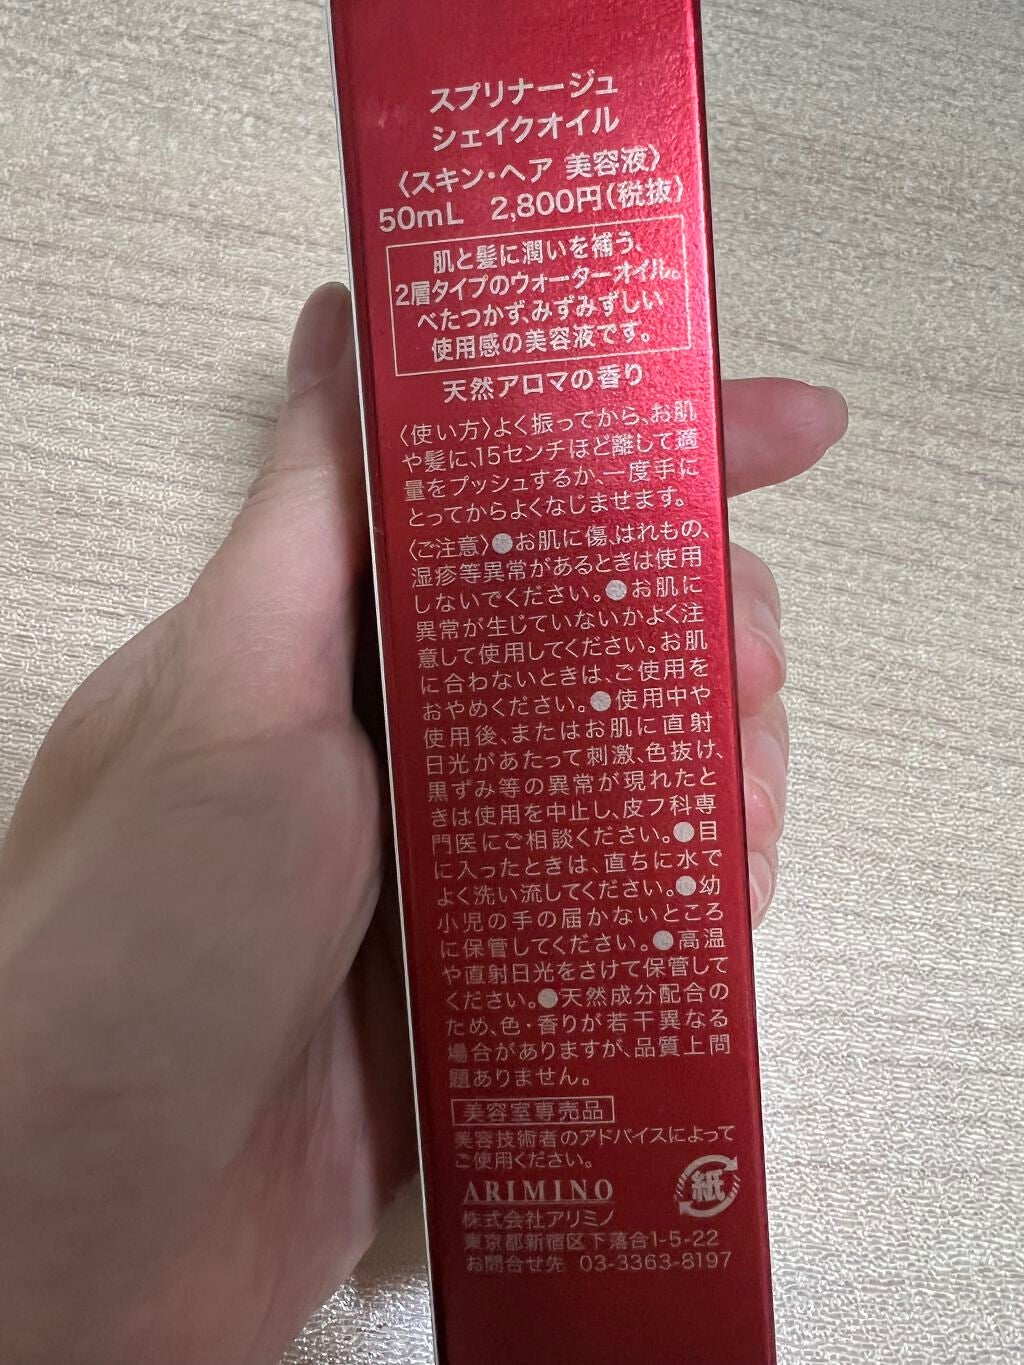 スプリナージュ
シェイクオイル
〈スキン・ヘア 美容液〉
50mL 2,800円(税抜)
肌と髪に潤いを補う、
2層タイプのウォーターオイル。
べたつかず、みずみずしい
使用感の美容液です。
天然アロマの香り
〈使い方〉よく振ってから、お肌
や髪に、15センチほど離して適
量をプッシュするか、一度手に
とってからよくなじませます。
〈ご注意〉●お肌に傷、はれもの、
湿疹等異常があるときは使用
しないでください。●お肌に
異常が生じていないかよく注
意して使用してください。お肌
に合わないときは、ご使用を
おやめください。●使用中や
使用後、またはお肌に直射
日光があたって刺激、色抜け、
黒ずみ等の異常が現れたと
きは使用を中止し、皮フ科専
門医にご相談ください。●目
に入ったときは、直ちに水で
よく洗い流してください。●幼
小児の手の届かないところ
に保管してください。●高温
や直射日光をさけて保管して
ください。●天然成分配合の
ため、色・香りが若干異なる
場合がありますが、品質上問
題ありません。
美容室専売品
美容技術者のアドバイスによって
ご使用ください。
紙
ARIMINO
株式会社アリミノ
東京都新宿区下落合1-5-22
お問合せ先 03-3363-8197